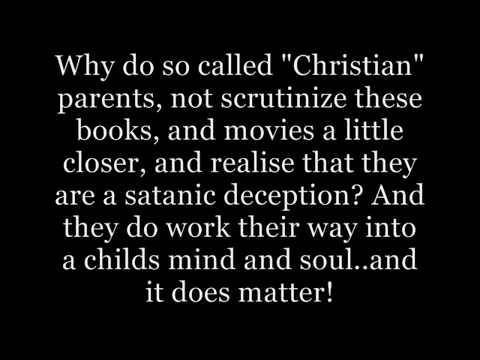 Why do so called "Christian"
parents, not scrutinize these
books, and movies a little
closer, and realise that they
are a satanic deception? And
they do work their way into
a childs mind and soul..and
it does matter!